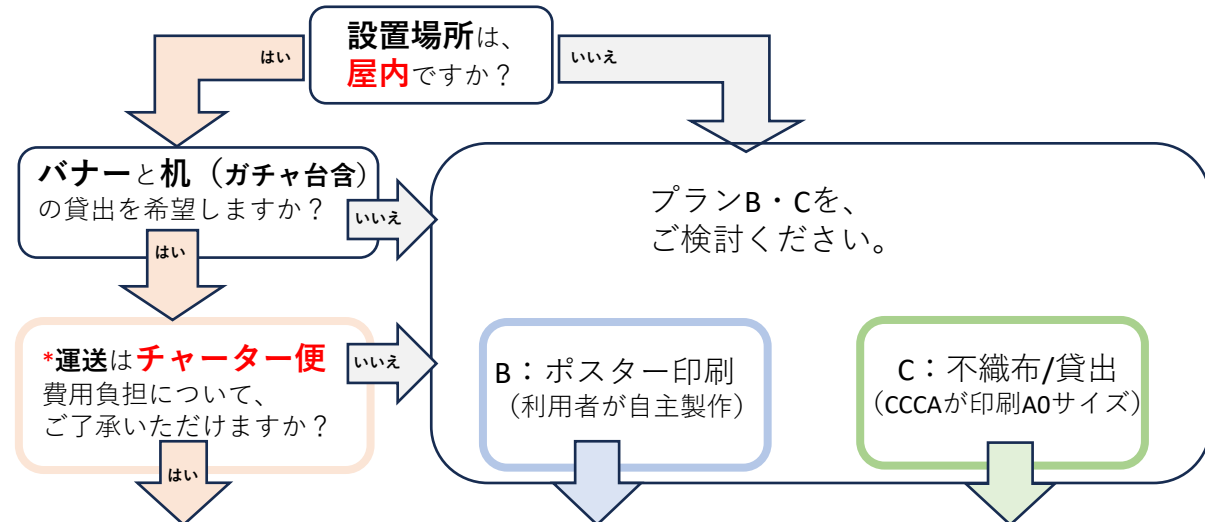 設置場所は、
屋内ですか？
はい
いいえ
バナーと机（ガチャ台含）
の貸出を希望しますか？
いいえ
はい
プランB・Cを、
ご検討ください。
*運送はチャーター便
費用負担について、
ご了承いただけますか？
いいえ
はい
B：ポスター印刷
（利用者が自主製作）
C：不織布/貸出
（CCCAが印刷A0サイズ）